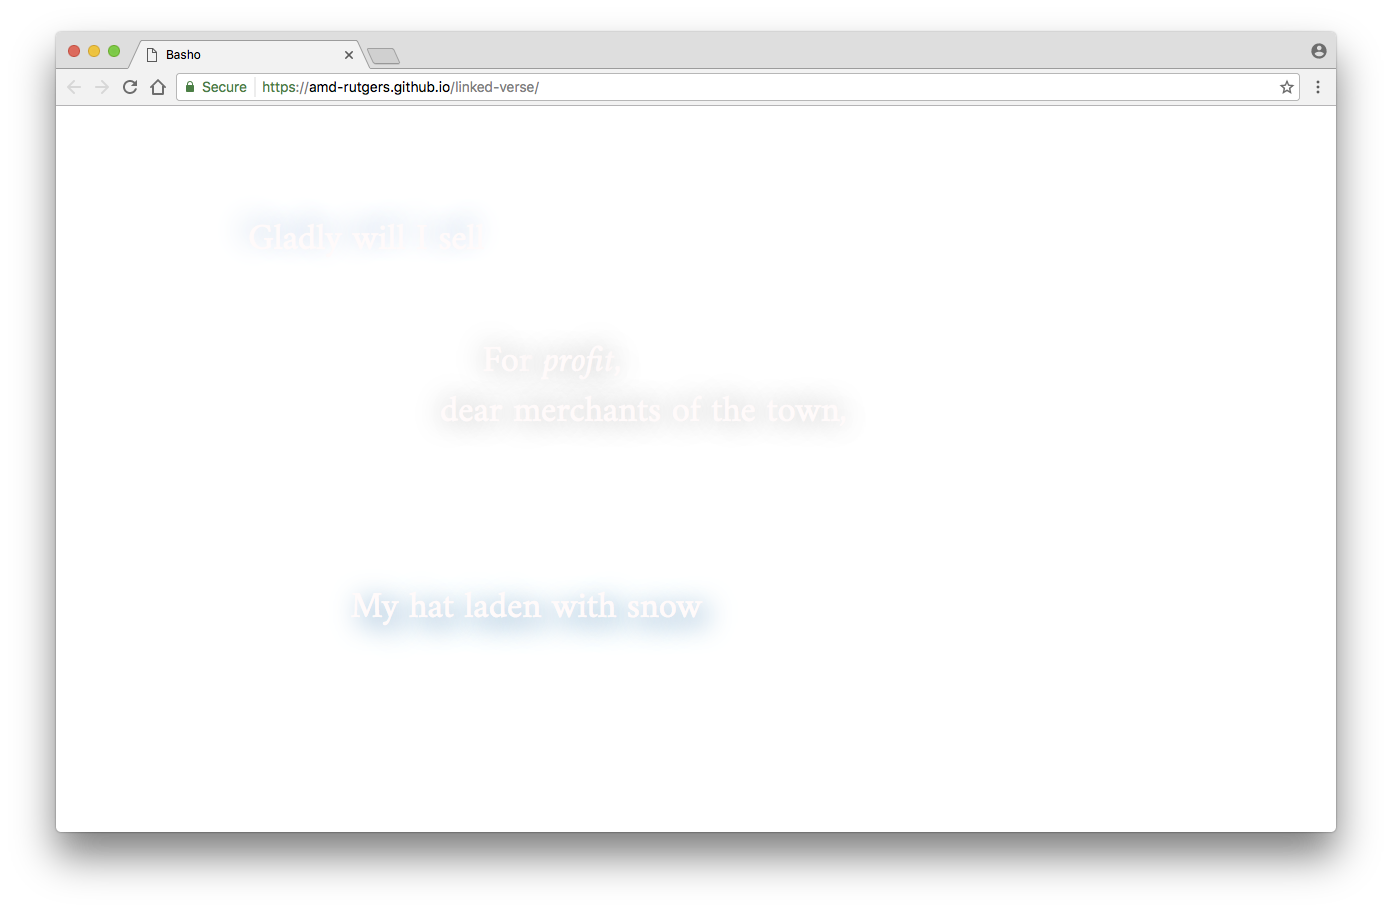 Basho
Secure https://amd-rutgers.github.io/linked-verse/
Gladly will I sell
For profit,
dear merchants of the town,
My hat laden with snow